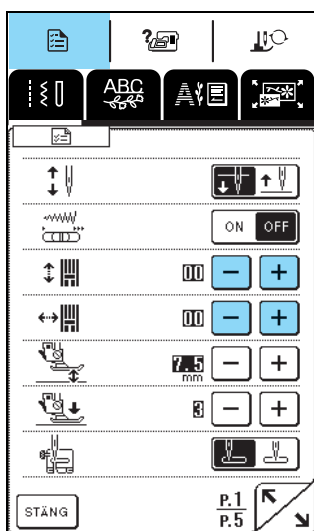 ?
ABC
A
ON OFF
00 − +
00 − +
7.5 mm − +
3 − +
STÄNG
P.1
P.5